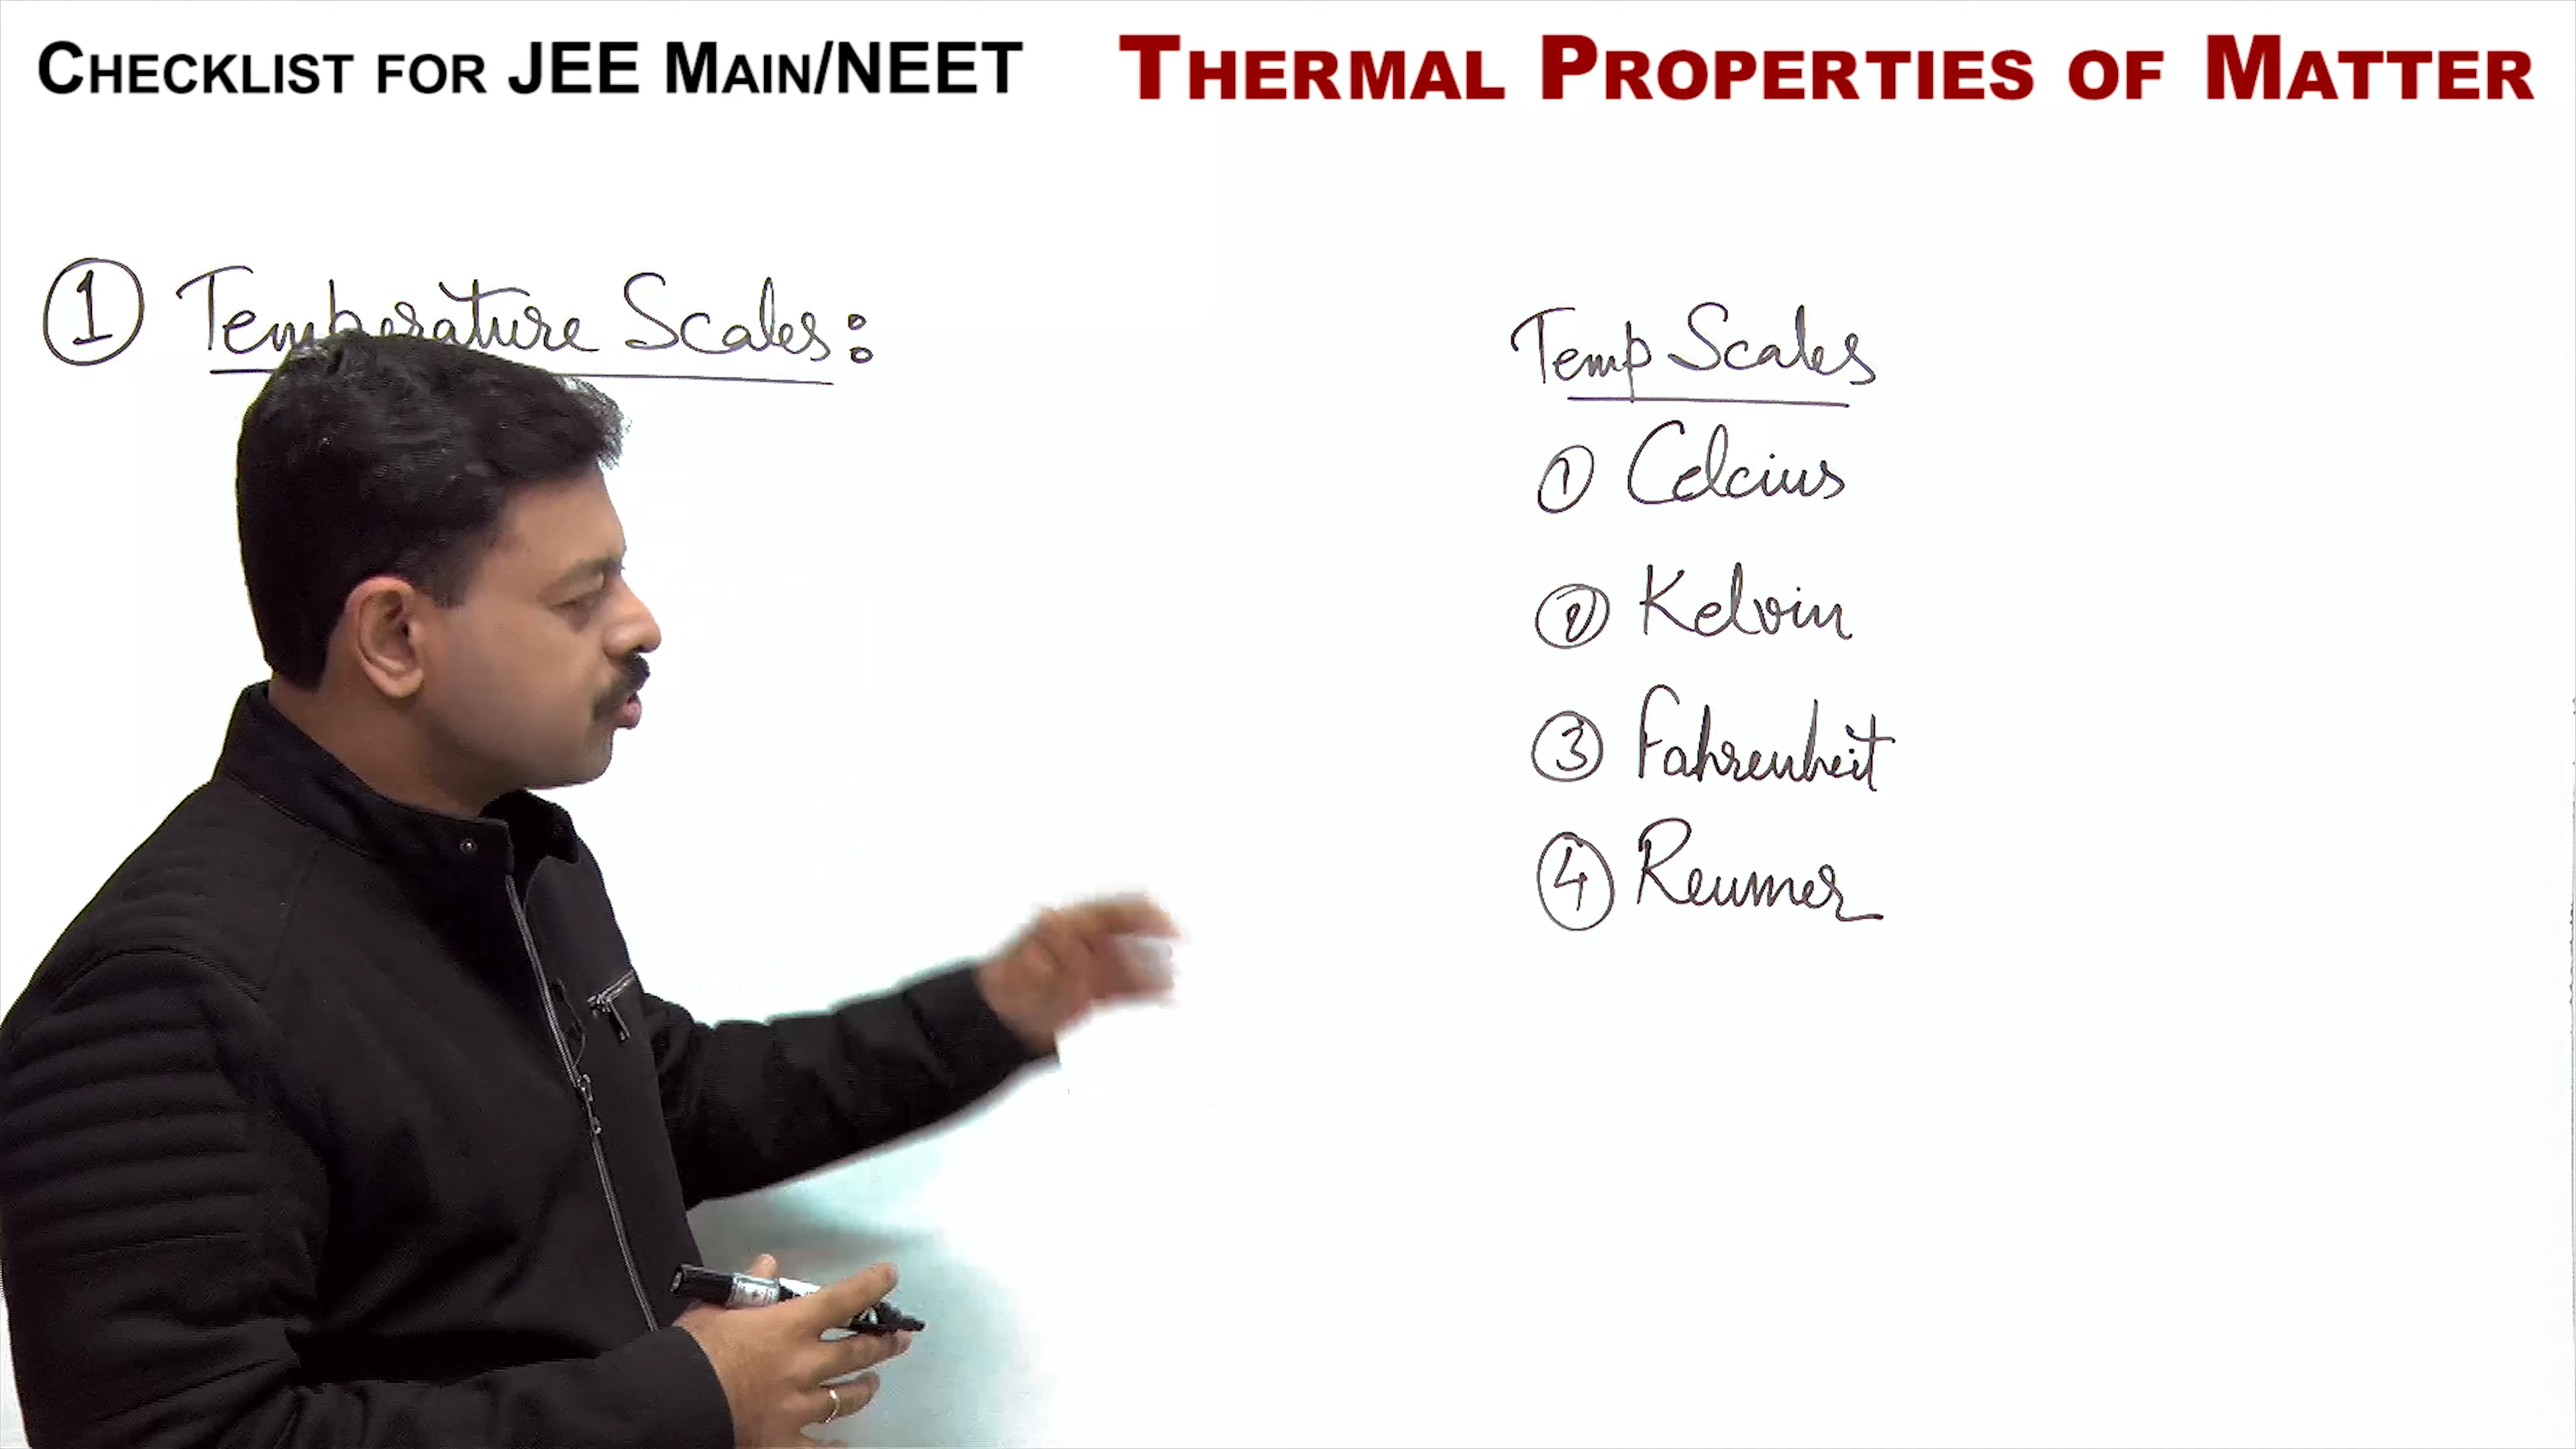 CHECKLIST FOR JEE MAIN/NEET THERMAL PROPERTIES OF MATTER
① Temperature Scales:
Temp Scales
① Celcius
② Kelvin
③ Fahrenheit
④ Reumer